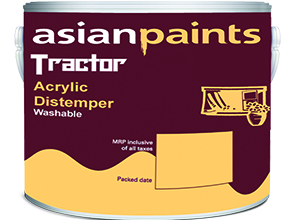 asianpaints
Tractor
Acrylic
Distemper
Washable
MRP inclusive
of all taxes
Packed date